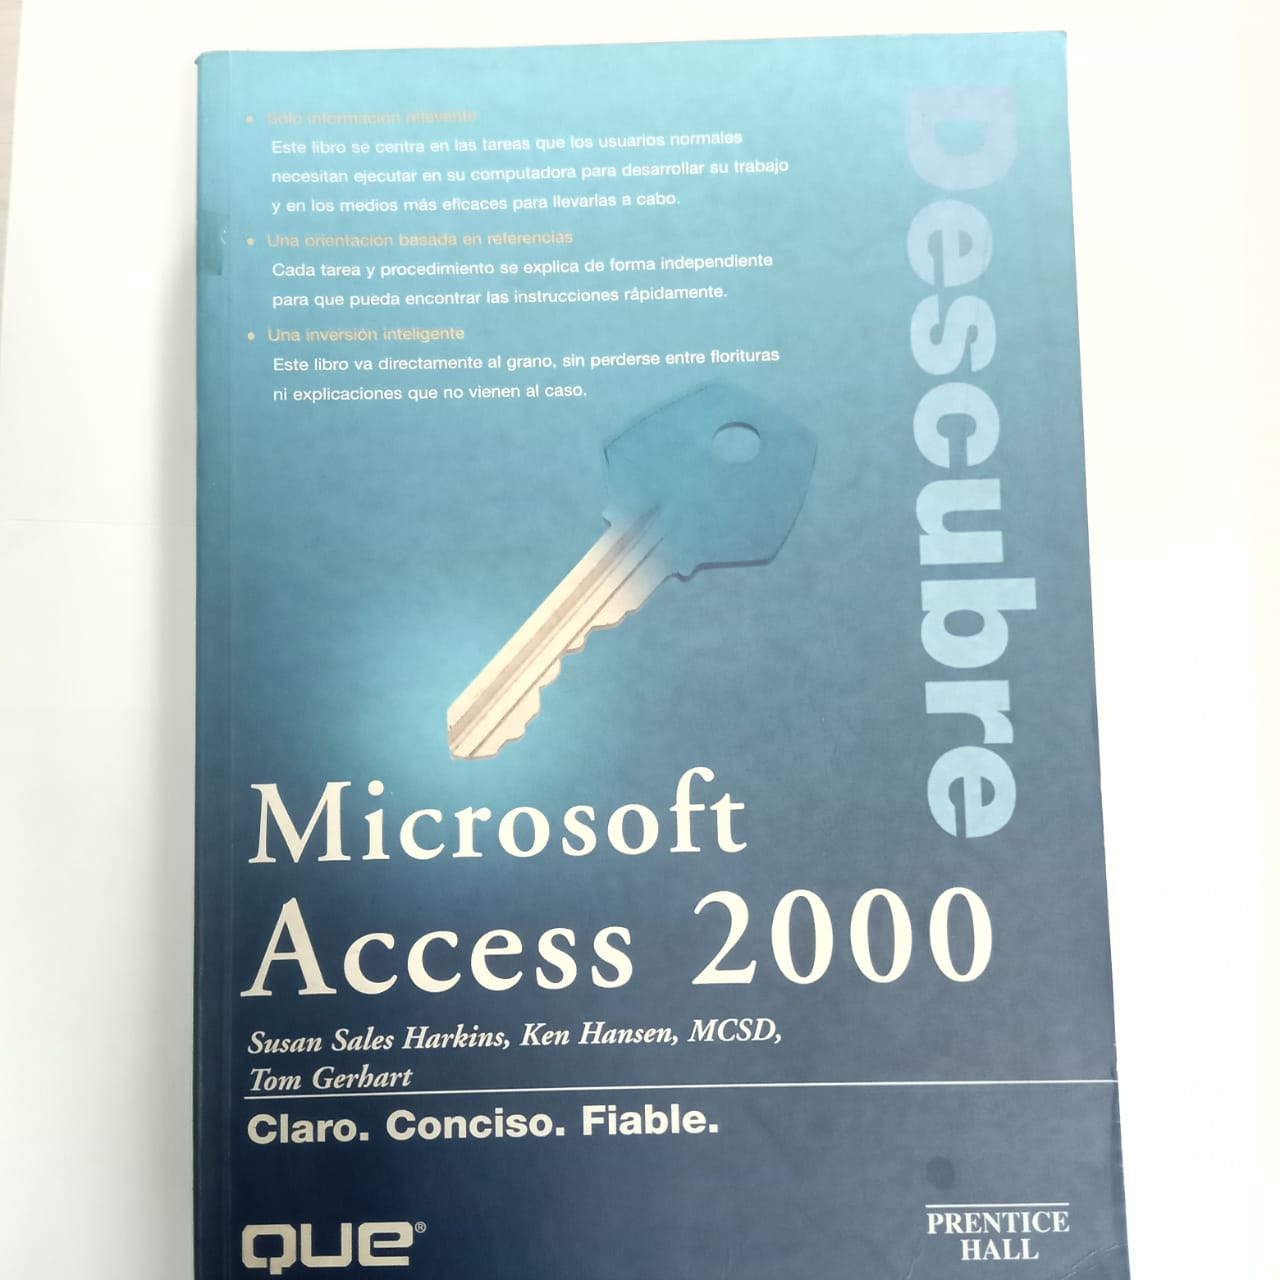 • Sólo información relevante
Este libro se centra en las tareas que los usuarios normales
necesitan ejecutar en su computadora para desarrollar su trabajo
y en los medios más eficaces para llevarlas a cabo.
• Una orientación basada en referencias
Cada tarea y procedimiento se explica de forma independiente
para que pueda encontrar las instrucciones rápidamente.
• Una inversión inteligente
Este libro va directamente al grano, sin perderse entre florituras
ni explicaciones que no vienen al caso.
Descubre
Microsoft
Access 2000
Susan Sales Harkins, Ken Hansen, MCSD,
Tom Gerhart
Claro. Conciso. Fiable.
QUE®
PRENTICE
HALL